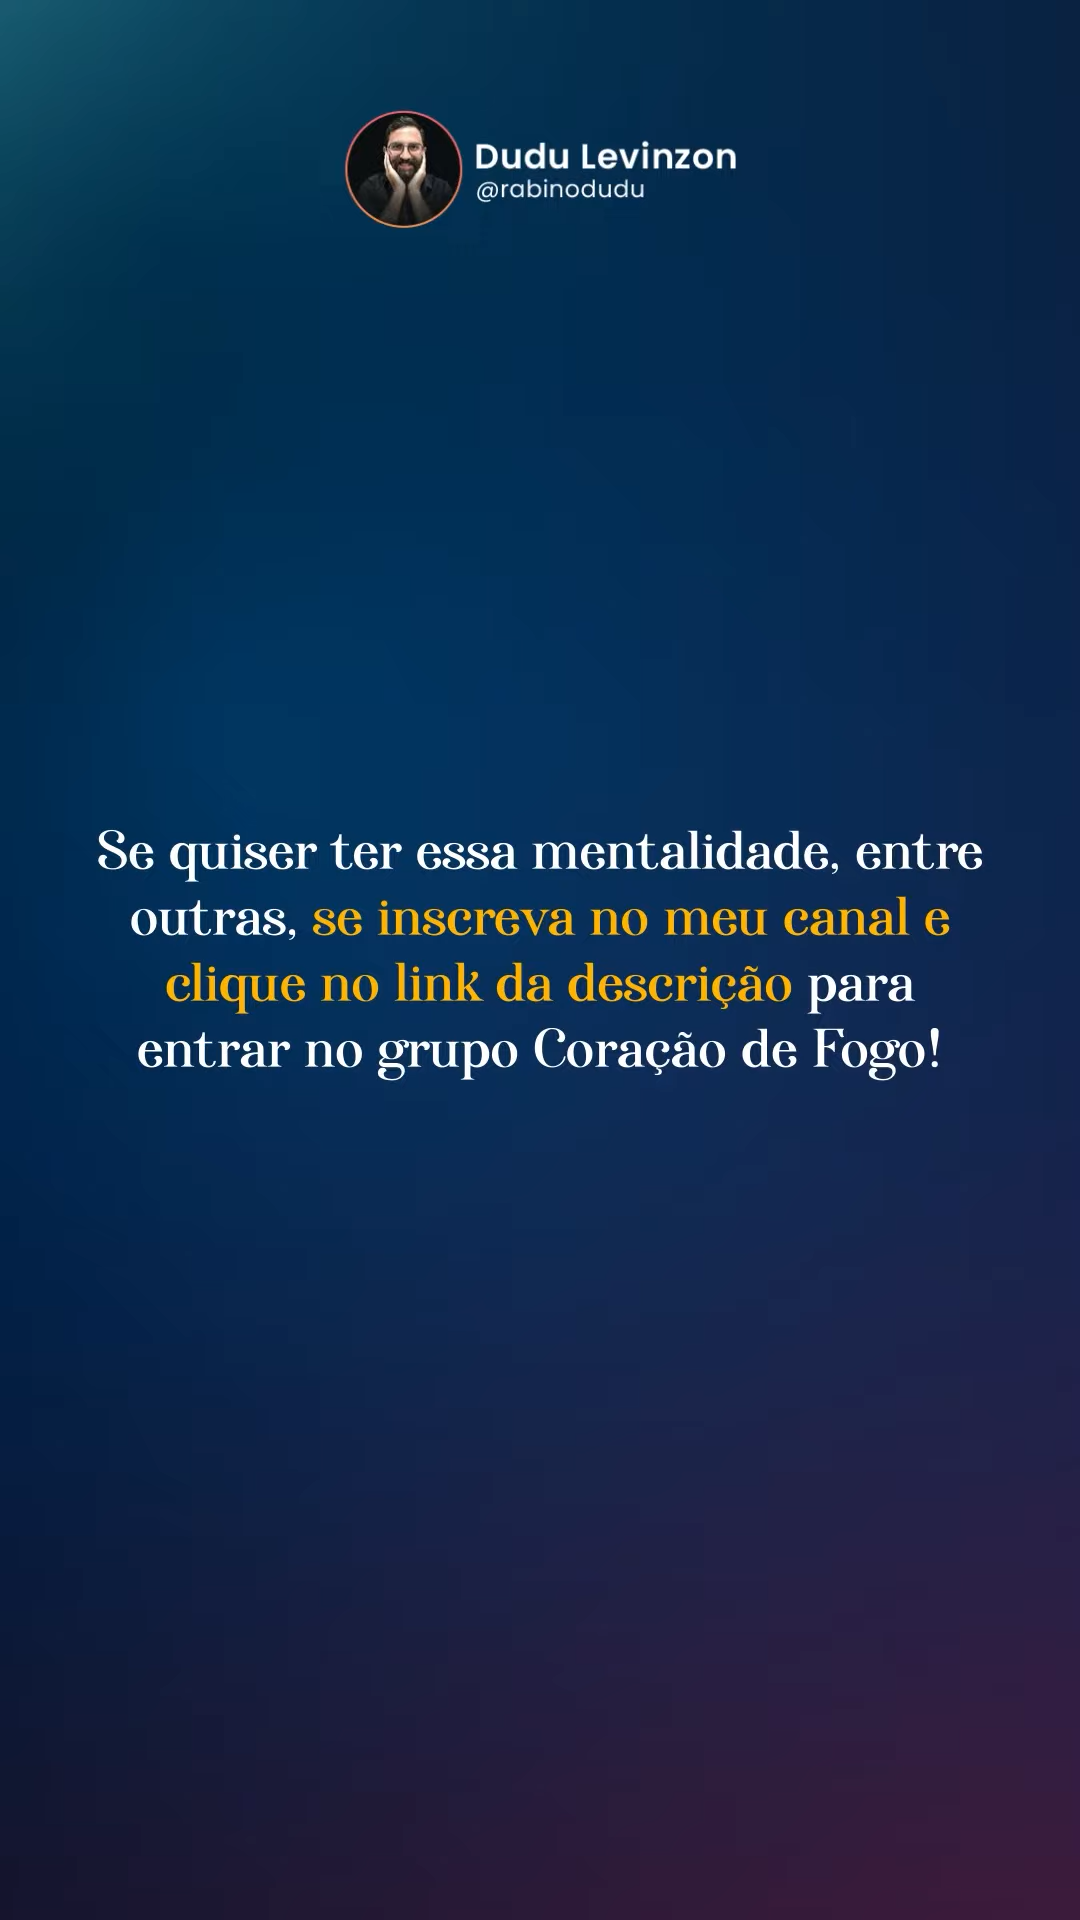 Dudu Levinzon
@rabinodudu
Se quiser ter essa mentalidade, entre
outras, se inscreva no meu canal e
clique no link da descrição para
entrar no grupo Coração de Fogo!